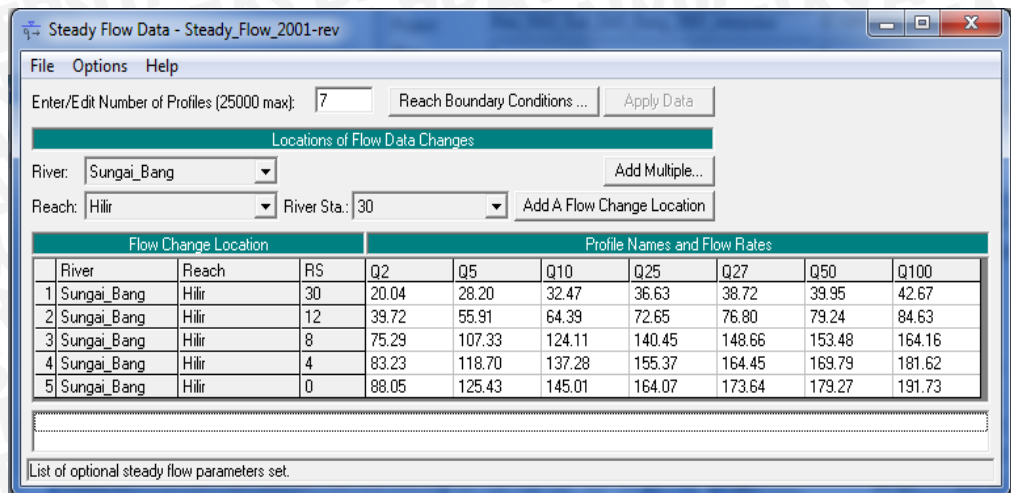 Steady Flow Data - Steady_Flow_2001-rev
File Options Help
Enter/Edit Number of Profiles (25000 max): 7 Reach Boundary Conditions ... Apply Data
Locations of Flow Data Changes
River: Sungai_Bang Add Multiple...
Reach: Hilir River Sta.: 30 Add A Flow Change Location
Flow Change Location Profile Names and Flow Rates
River Reach RS Q2 Q5 Q10 Q25 Q27 Q50 Q100
1 Sungai_Bang Hilir 30 20.04 28.20 32.47 36.63 38.72 39.95 42.67
2 Sungai_Bang Hilir 12 39.72 55.91 64.39 72.65 76.80 79.24 84.63
3 Sungai_Bang Hilir 8 75.29 107.33 124.11 140.45 148.66 153.48 164.16
4 Sungai_Bang Hilir 4 83.23 118.70 137.28 155.37 164.45 169.79 181.62
5 Sungai_Bang Hilir 0 88.05 125.43 145.01 164.07 173.64 179.27 191.73
List of optional steady flow parameters set.